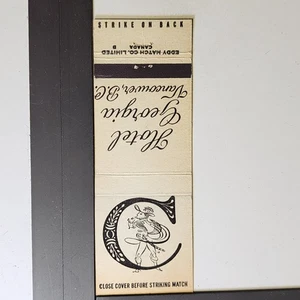 STRIKE ON BACK
EDDY MATCH CO. LIMITED
CANADA
B
Hotel
Georgia
Vancouver, B.C.
CLOSE COVER BEFORE STRIKING MATCH